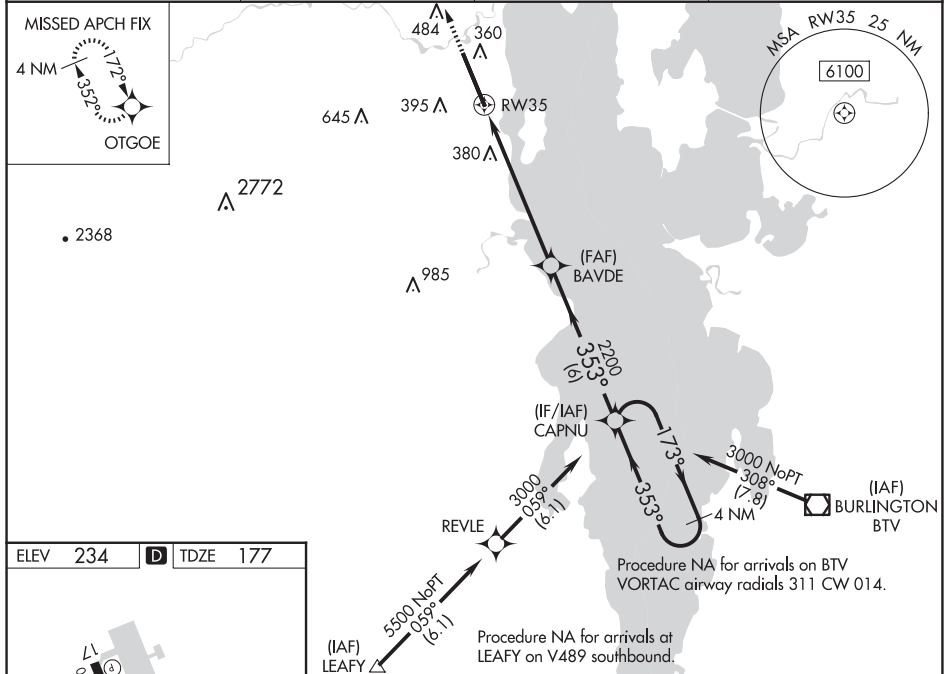 MISSED APCH FIX
4 NM
172°
352°
OTGOE
484
360
MSA RW35 25 NM
6100
645
395
RW35
380
2772
2368
(FAF)
BAVDE
985
2200
353°
(6)
(IF/IAF)
CAPNU
173°
353°
4 NM
3000 NoPT
308°
(7.8)
(IAF)
BURLINGTON
BTV
3000
059°
(6.1)
REVLE
Procedure NA for arrivals on BTV
VORTAC airway radials 311 CW 014.
5500 NoPT
059°
(6.1)
(IAF)
LEAFY
Procedure NA for arrivals at
LEAFY on V489 southbound.
ELEV 234 D TDZE 177
17
P